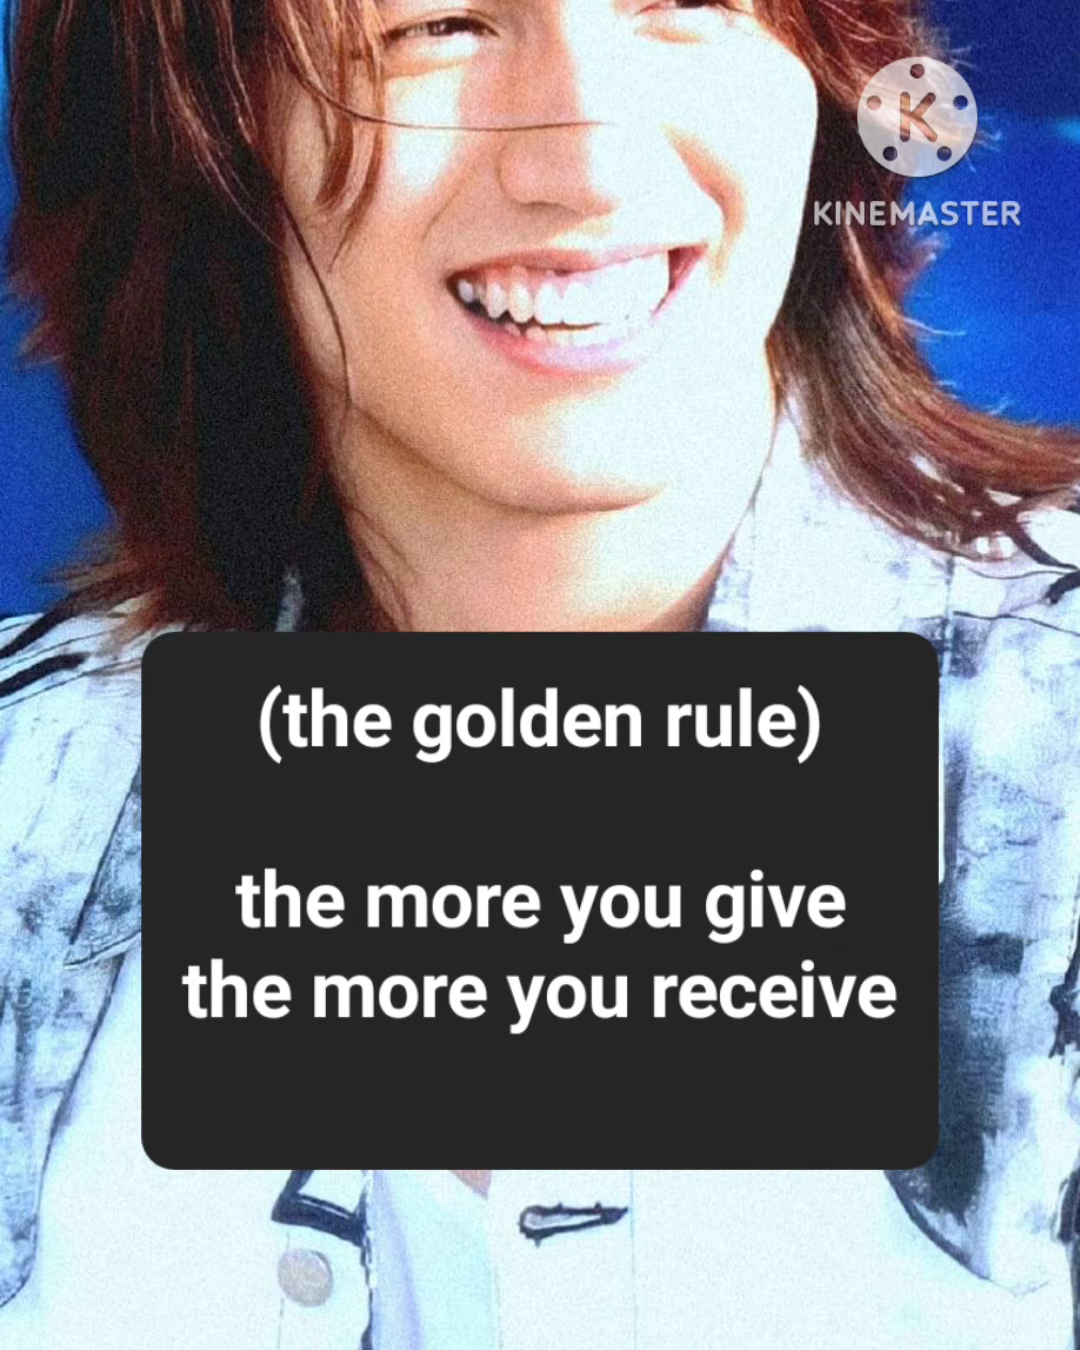 K
KINEMASTER
(the golden rule)
the more you give
the more you receive